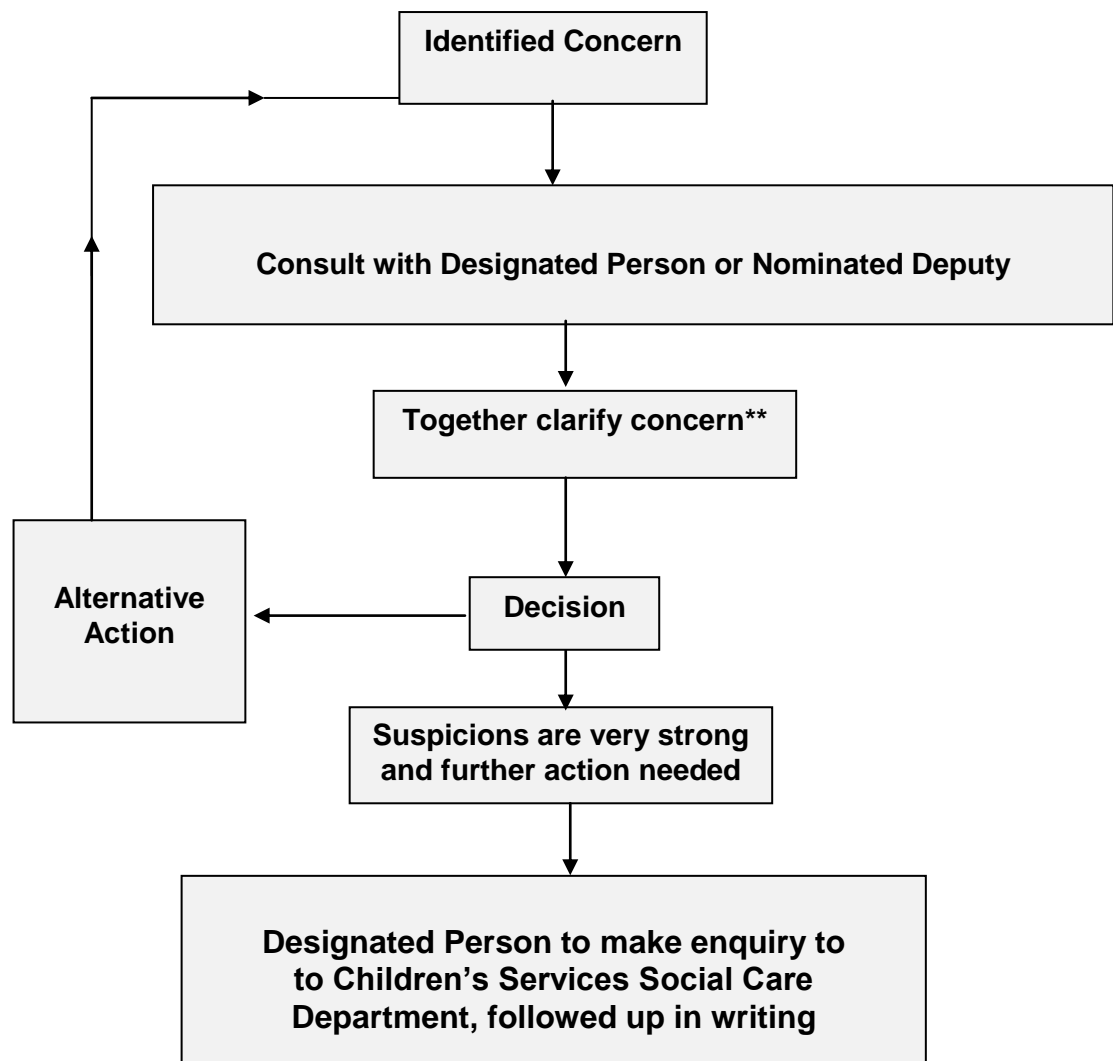 Identified Concern
Consult with Designated Person or Nominated Deputy
Together clarify concern**
Alternative
Action
Decision
Suspicions are very strong
and further action needed
Designated Person to make enquiry to
to Children’s Services Social Care
Department, followed up in writing